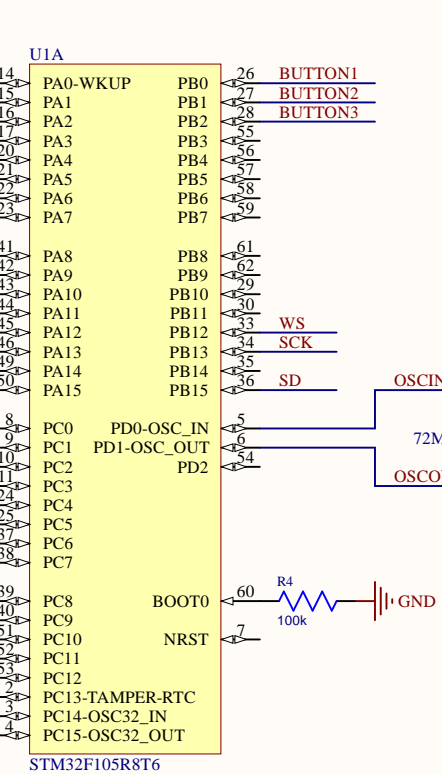 U1A
14 PA0-WKUP PB0 26 BUTTON1
15 PA1 PB1 27 BUTTON2
16 PA2 PB2 28 BUTTON3
17 PA3 PB3 55
20 PA4 PB4 56
21 PA5 PB5 57
22 PA6 PB6 58
23 PA7 PB7 59
41 PA8 PB8 61
42 PA9 PB9 62
43 PA10 PB10 29
44 PA11 PB11 30
45 PA12 PB12 33 WS
46 PA13 PB13 34 SCK
49 PA14 PB14 35
50 PA15 PB15 36 SD OSCIN
8 PC0 PD0-OSC_IN 5
9 PC1 PD1-OSC_OUT 6 72M
10 PC2 PD2 54
11 PC3 OSCO
24 PC4
25 PC5
37 PC6
38 PC7
39 PC8 BOOT0 60 R4 100k GND
40 PC9
51 PC10 NRST 7
52 PC11
53 PC12
2 PC13-TAMPER-RTC
3 PC14-OSC32_IN
4 PC15-OSC32_OUT
STM32F105R8T6